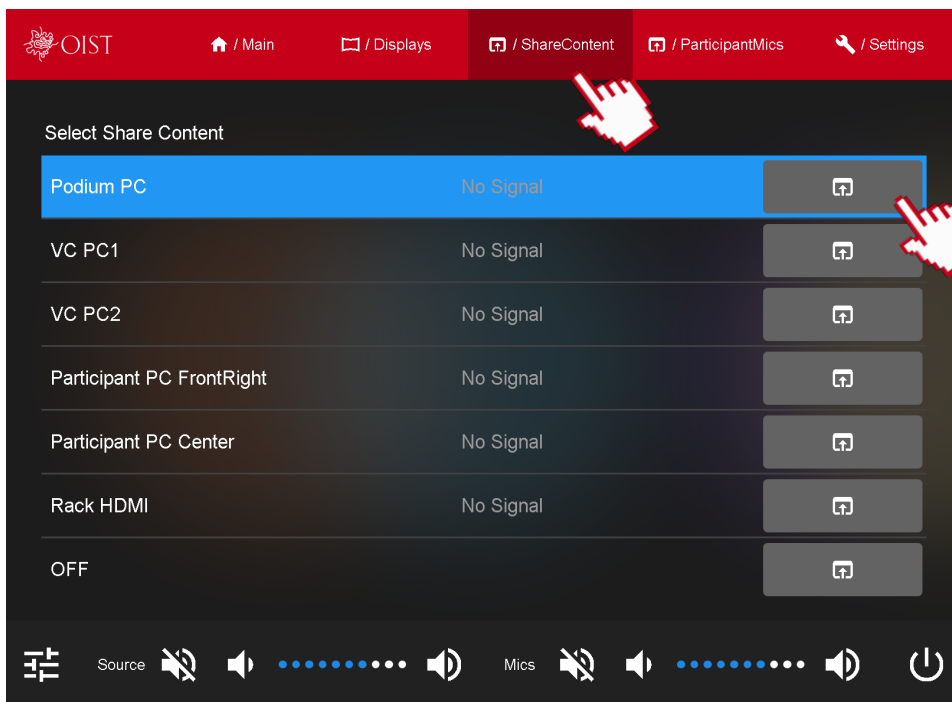 OIST / Main / Displays / ShareContent / ParticipantMics / Settings
Select Share Content
Podium PC No Signal
VC PC1 No Signal
VC PC2 No Signal
Participant PC FrontRight No Signal
Participant PC Center No Signal
Rack HDMI No Signal
OFF
Source Mics